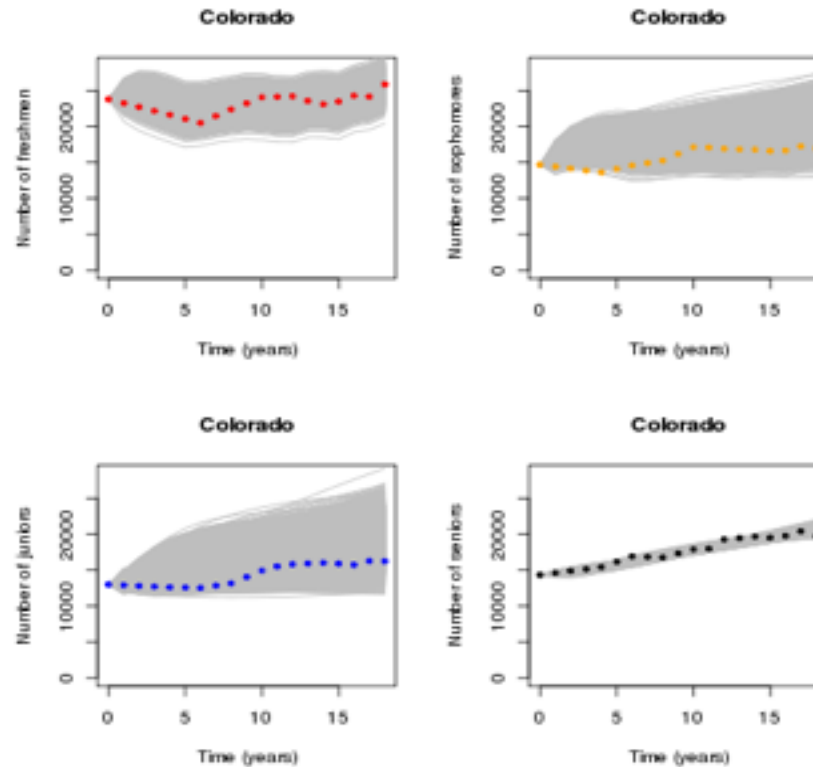 Colorado
Number of freshmen
0 10000 20000
0 5 10 15
Time (years)
Colorado
Number of sophomores
0 10000 20000
0 5 10 15
Time (years)
Colorado
Number of juniors
0 10000 20000
0 5 10 15
Time (years)
Colorado
Number of seniors
0 10000 20000
0 5 10 15
Time (years)